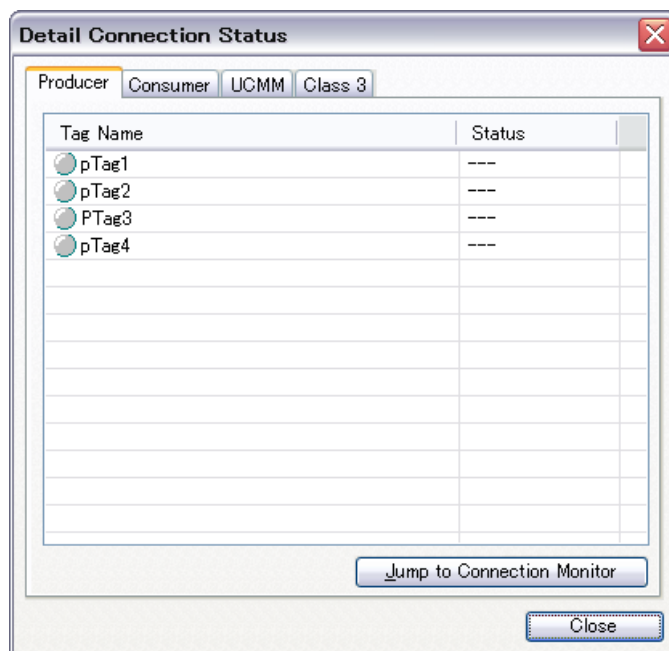 Detail Connection Status
Producer Consumer UCMM Class 3
Tag Name Status
pTag1 ---
pTag2 ---
PTag3 ---
pTag4 ---
Jump to Connection Monitor
Close